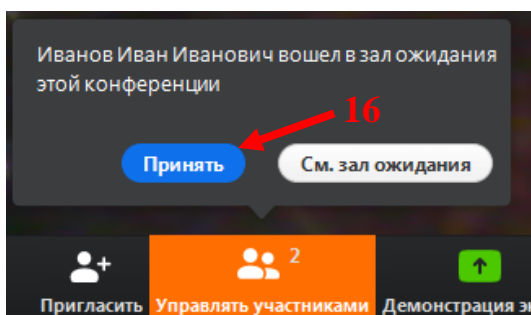 Иванов Иван Иванович вошел в зал ожидания
этой конференции
16
Принять
См. зал ожидания
2
Пригласить
Управлять участниками
Демонстрация